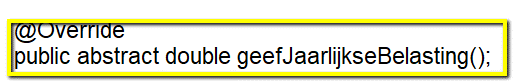 @Override
public abstract double geefJaarlijkseBelasting();